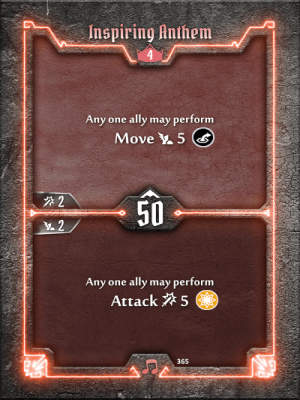 Inspiring Anthem
4
Any one ally may perform
Move 5
2
50
2
Any one ally may perform
Attack 5
365